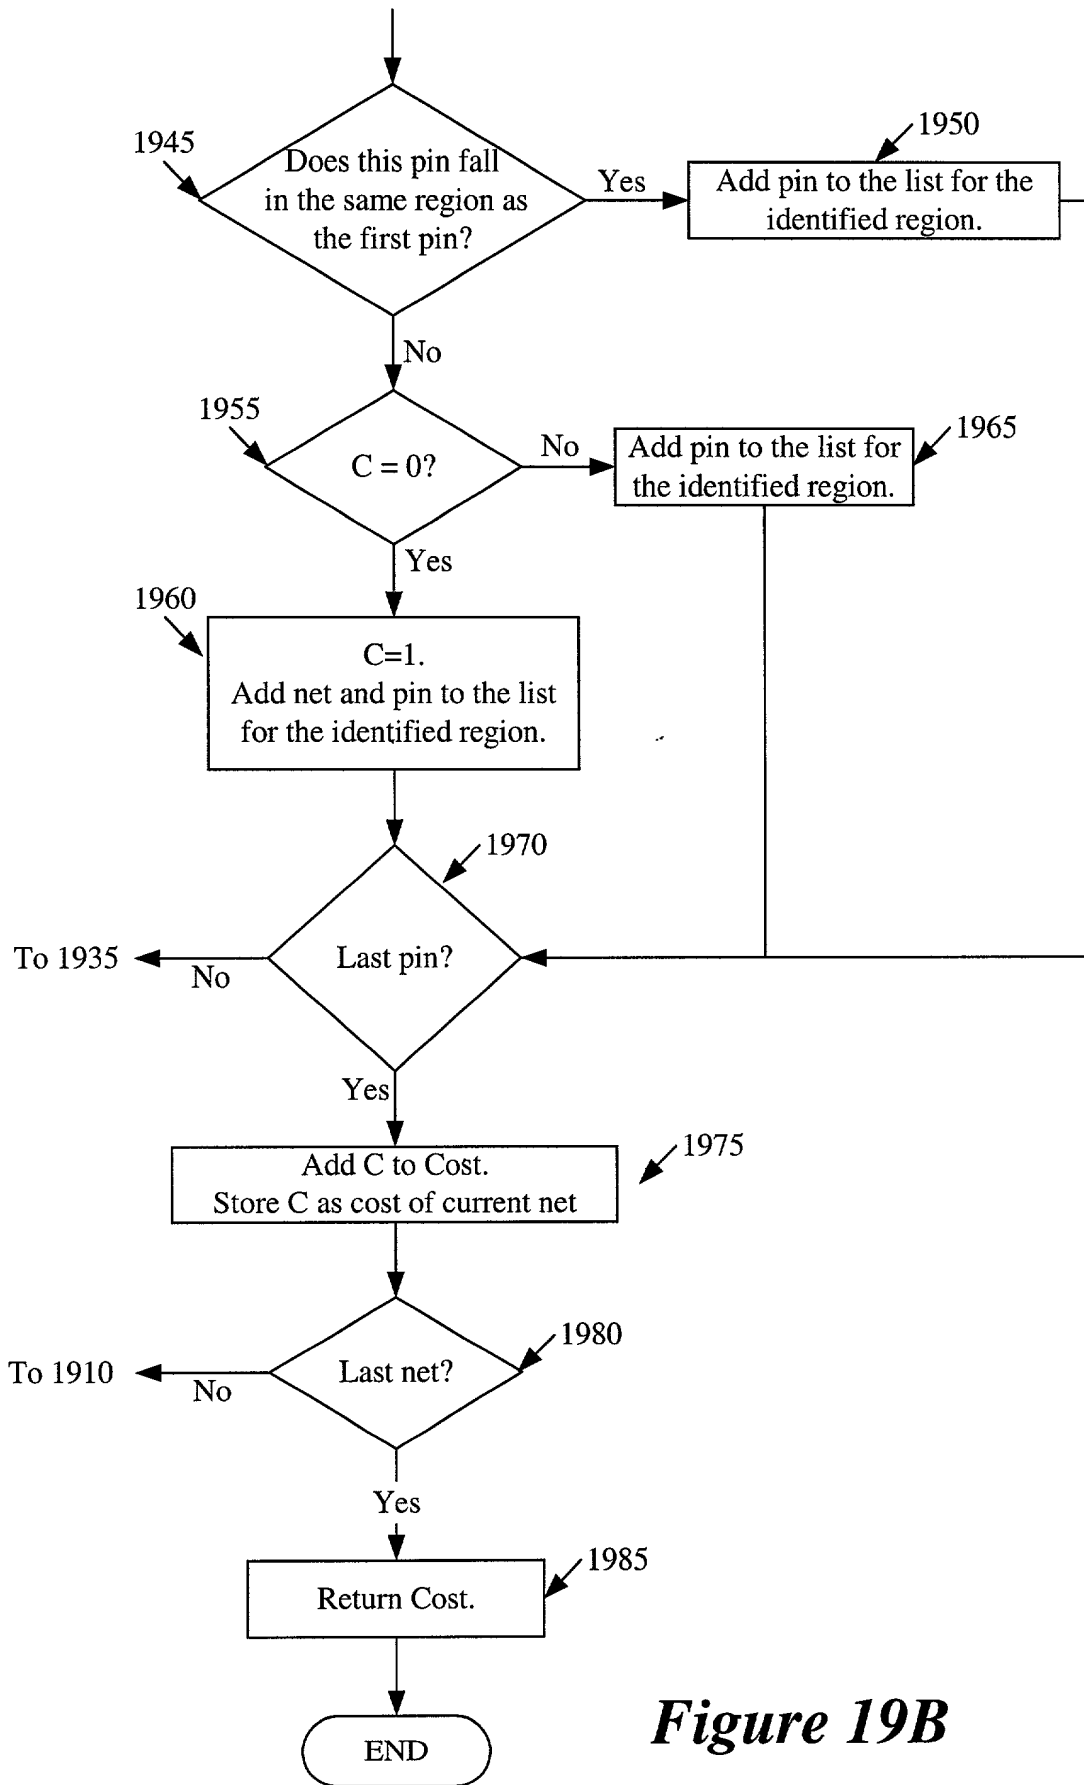 1945
Does this pin fall
in the same region as
the first pin?
Yes
1950
Add pin to the list for the
identified region.
No
1955
C = 0?
No
1965
Add pin to the list for
the identified region.
Yes
1960
C=1.
Add net and pin to the list
for the identified region.
1970
Last pin?
To 1935
No
Yes
1975
Add C to Cost.
Store C as cost of current net
1980
Last net?
To 1910
No
Yes
1985
Return Cost.
END
Figure 19B